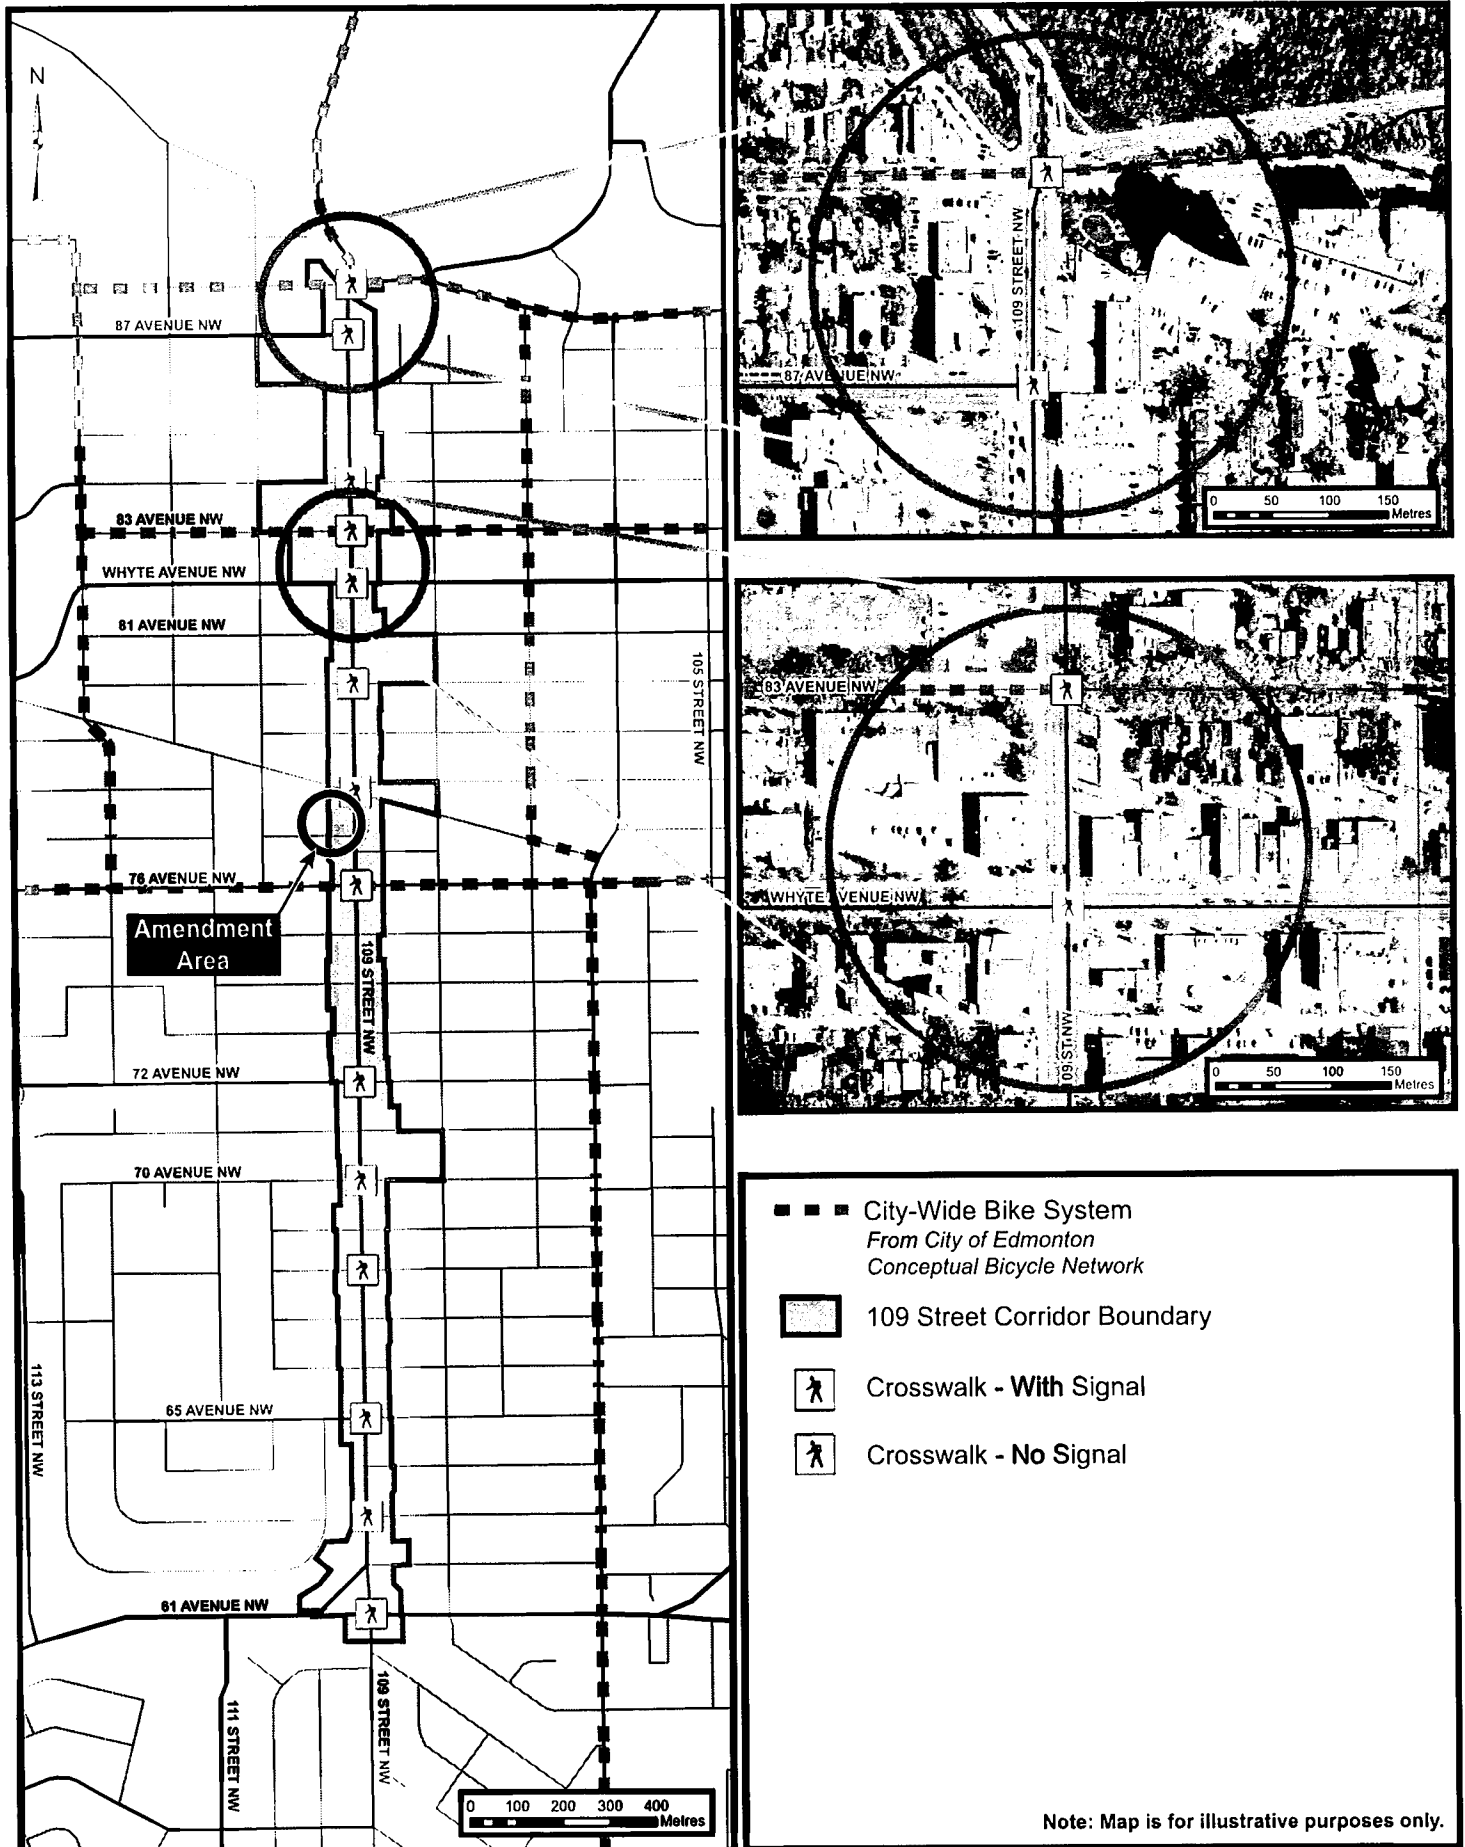 N
87 AVENUE NW
83 AVENUE NW
WHYTE AVENUE NW
81 AVENUE NW
105 STREET NW
76 AVENUE NW
Amendment
Area
109 STREET NW
72 AVENUE NW
70 AVENUE NW
113 STREET NW
65 AVENUE NW
61 AVENUE NW
111 STREET NW
109 STREET NW
0 100 200 300 400
Metres
109 STREET NW
87 AVENUE NW
0 50 100 150
Metres
83 AVENUE NW
WHYTE AVENUE NW
09 ST NW
0 50 100 150
Metres
City-Wide Bike System
From City of Edmonton
Conceptual Bicycle Network
109 Street Corridor Boundary
Crosswalk - With Signal
Crosswalk - No Signal
Note: Map is for illustrative purposes only.